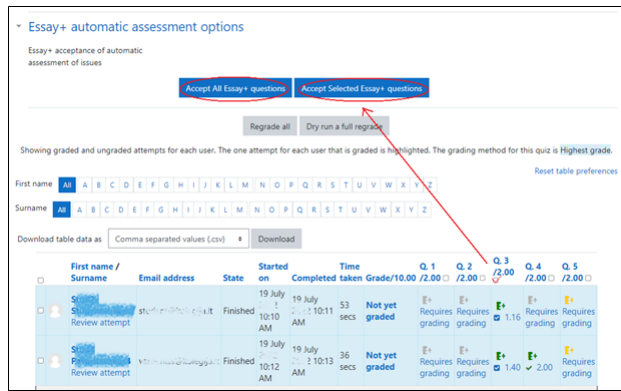 Essay+ automatic assessment options
Essay+ acceptance of automatic
assessment of issues
Accept All Essay+ questions Accept Selected Essay+ questions
Regrade all Dry run a full regrade
Showing graded and ungraded attempts for each user. The one attempt for each user that is graded is highlighted. The grading method for this quiz is Highest grade.
Reset table preferences
First name All A B C D E F G H I J K L M N O P Q R S T U V W X Y Z
Surname All A B C D E F G H I J K L M N O P Q R S T U V W X Y Z
Download table data as Comma separated values (.csv) Download
First name / Started Time Q. 1 Q. 2 Q. 3 Q. 4 Q. 5
Surname Email address State on Completed taken Grade/10.00 /2.00 /2.00 /2.00 /2.00 /2.00
19 July 19 July E+ E+ E+ E+ E+
Finished 10:11 53 Not yet Requires Requires 1.16 Requires Requires
Review attempt 10:10 AM secs graded grading grading grading grading
AM
19 July 19 July E+ E+ E+ E+ E+
Finished 10:13 36 Not yet Requires Requires 1.40 2.00 Requires
Review attempt 10:12 AM secs graded grading grading grading
AM